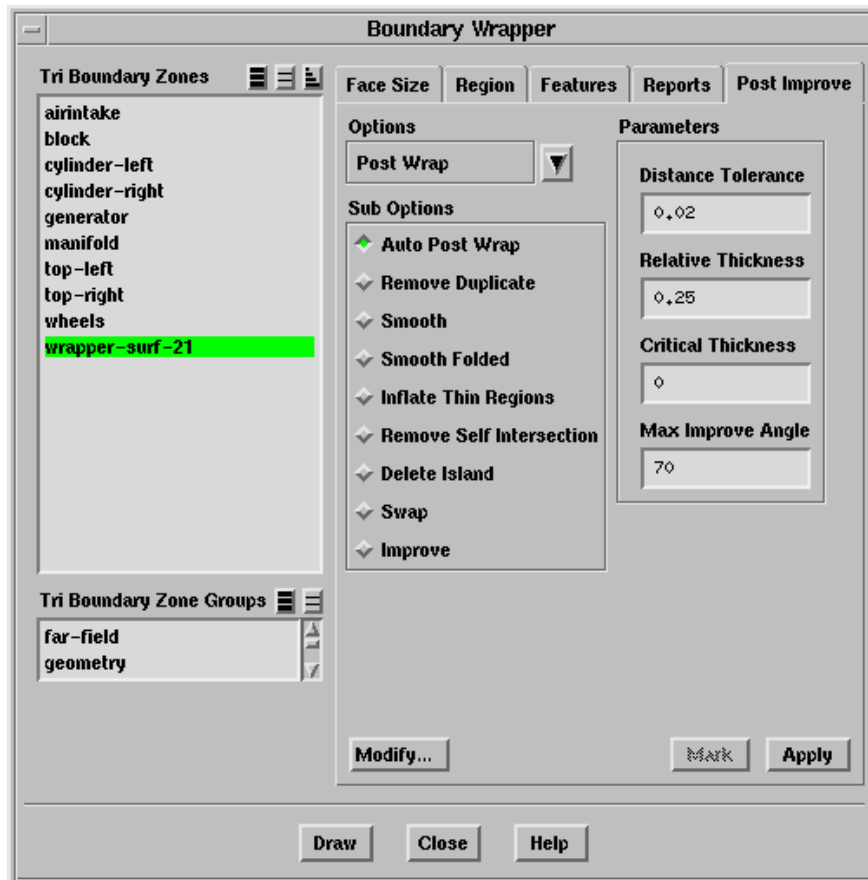 Boundary Wrapper
Tri Boundary Zones
airintake
block
cylinder-left
cylinder-right
generator
manifold
top-left
top-right
wheels
wrapper-surf-21
Tri Boundary Zone Groups
far-field
geometry
Face Size Region Features Reports Post Improve
Options
Post Wrap
Sub Options
Auto Post Wrap
Remove Duplicate
Smooth
Smooth Folded
Inflate Thin Regions
Remove Self Intersection
Delete Island
Swap
Improve
Parameters
Distance Tolerance
0.02
Relative Thickness
0.25
Critical Thickness
0
Max Improve Angle
70
Modify... Mark Apply
Draw Close Help